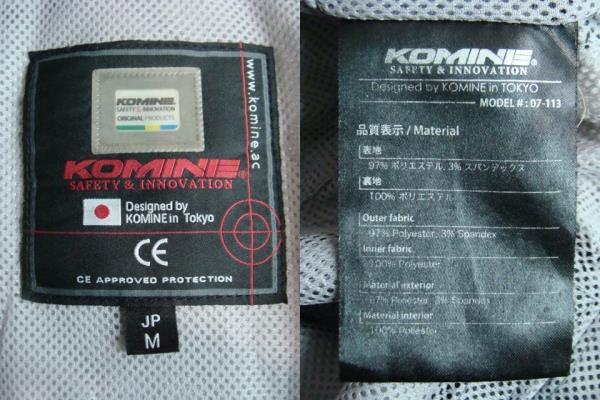 KOMINE
SAFETY & INNOVATION
ORIGINAL PRODUCTS
www.komine.ac
KOMINE®
SAFETY & INNOVATION
Designed by
KOMINE in Tokyo
CE
CE APPROVED PROTECTION
JP
M
KOMINE®
SAFETY & INNOVATION
Designed by KOMINE in TOKYO
MODEL # : 07-113
品質表示 / Material
表地
97% ポリエステル, 3% スパンデックス
裏地
100% ポリエステル
Outer fabric
97% Polyester, 3% Spandex
Inner fabric
100% Polyester
Material exterior
97% Poliester, 3% Spandex
Material interior
100% Poliester